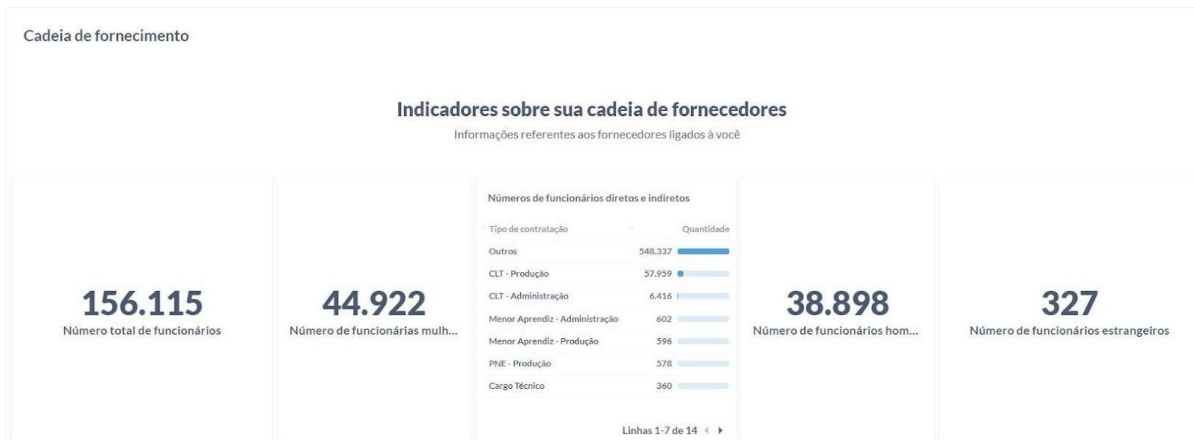 Cadeia de fornecimento
Indicadores sobre sua cadeia de fornecedores
Informações referentes aos fornecedores ligados à você
156.115
Número total de funcionários
44.922
Número de funcionárias mulh...
Números de funcionários diretos e indiretos
Tipo de contratação Quantidade
Outros 548.337
CLT - Produção 57.959
CLT - Administração 6.416
Menor Aprendiz - Administração 602
Menor Aprendiz - Produção 596
PNE - Produção 578
Cargo Técnico 360
Linhas 1-7 de 14
38.898
Número de funcionários hom...
327
Número de funcionários estrangeiros